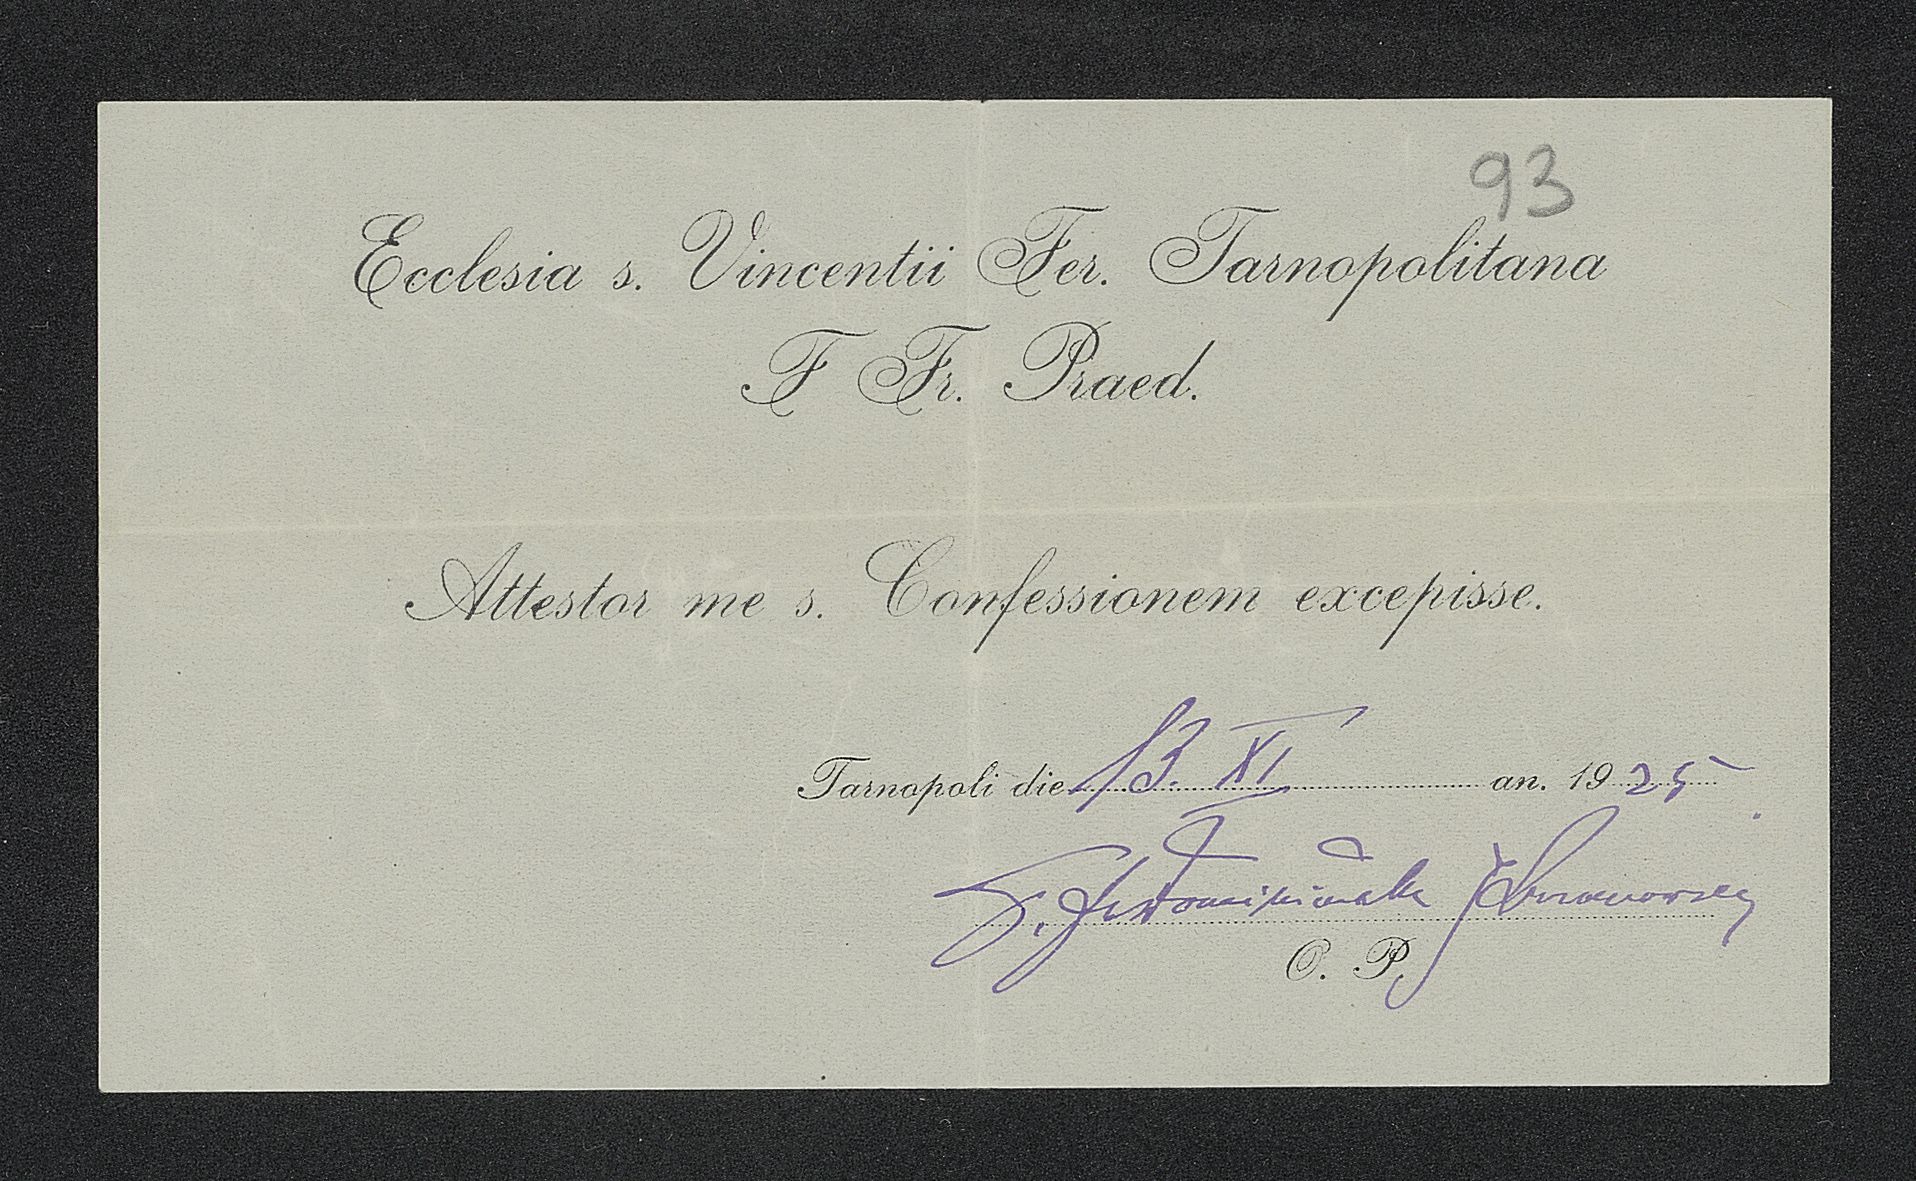 93
Ecclesia s. Vincentii Fer. Tarnopolitana
F Fr. Praed.
Attestor me s. Confessionem excepisse.
Tarnopoli die 13. XI an. 1925
O. P.